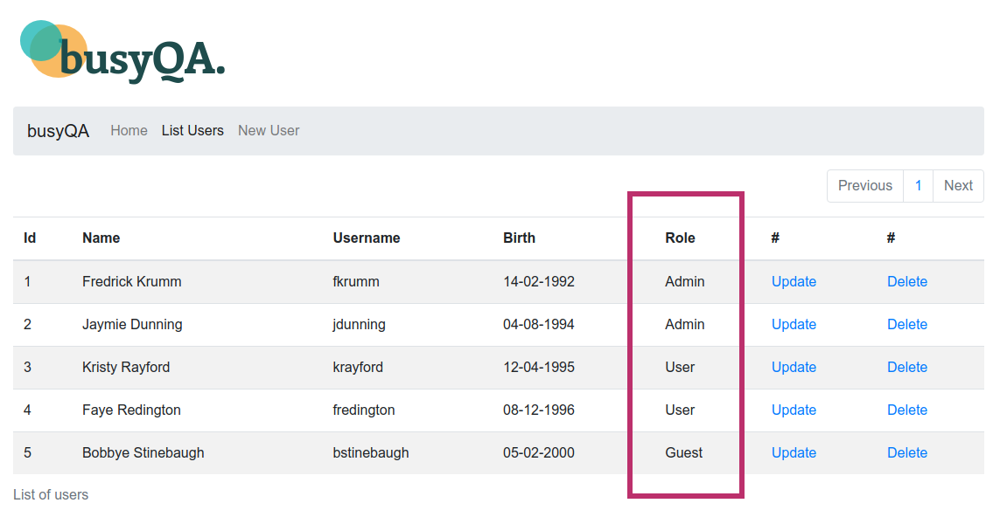 busyQA.
busyQA Home List Users New User
Previous 1 Next
Id Name Username Birth Role # #
1 Fredrick Krumm fkrumm 14-02-1992 Admin Update Delete
2 Jaymie Dunning jdunning 04-08-1994 Admin Update Delete
3 Kristy Rayford krayford 12-04-1995 User Update Delete
4 Faye Redington fredington 08-12-1996 User Update Delete
5 Bobbye Stinebaugh bstinebaugh 05-02-2000 Guest Update Delete
List of users